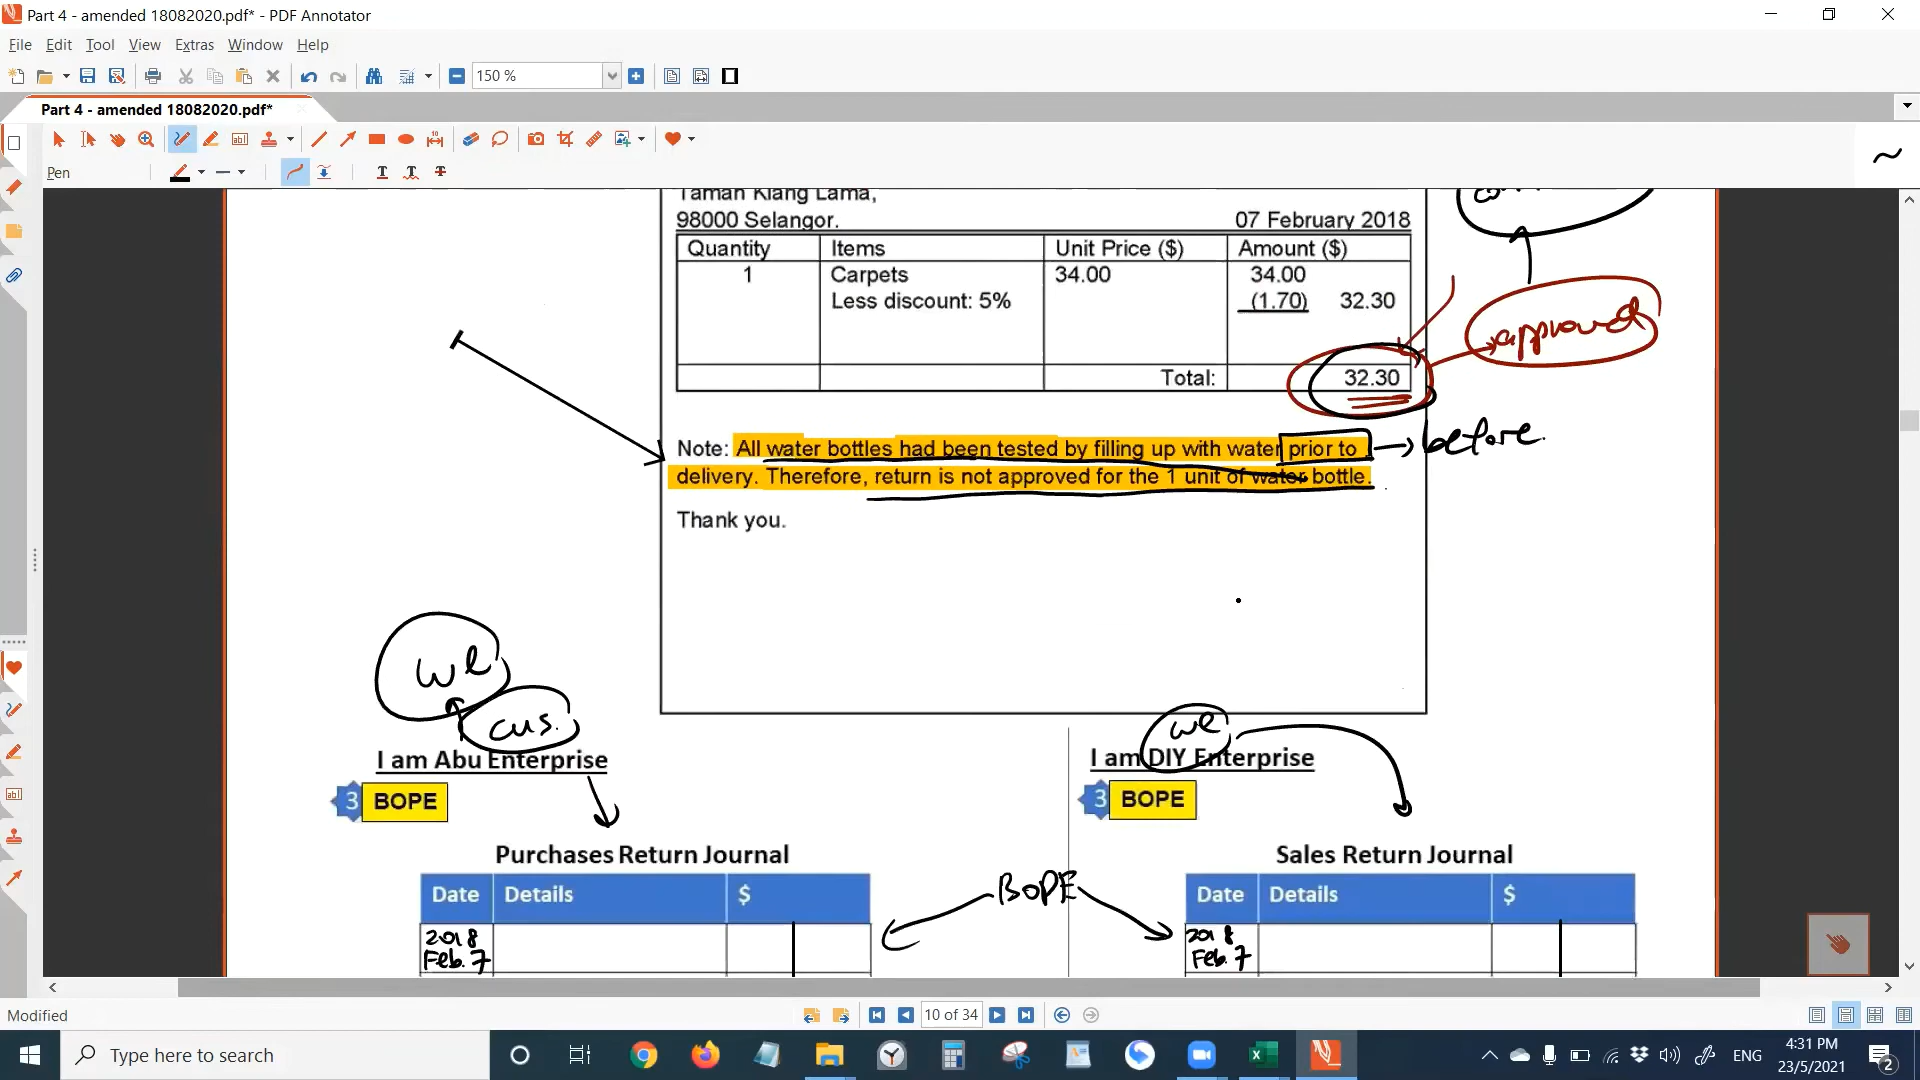 Part 4 - amended 18082020.pdf* - PDF Annotator
File Edit Tool View Extras Window Help
150 %
Part 4 - amended 18082020.pdf*
Pen
Taman Klang Lama,
98000 Selangor. 07 February 2018
Quantity Items Unit Price ($) Amount ($)
1 Carpets 34.00 34.00
Less discount: 5% (1.70) 32.30
approved
Total: 32.30
Note: All water bottles had been tested by filling up with water prior to before
delivery. Therefore, return is not approved for the 1 unit of water bottle.
Thank you.
we
cus. we
I am Abu Enterprise I am DIY Enterprise
3 BOPE 3 BOPE
Purchases Return Journal Sales Return Journal
BOPE
Date Details $ Date Details $
2018 2018
Feb. 7 Feb. 7
Modified 10 of 34
Type here to search
ENG
4:31 PM
23/5/2021
2